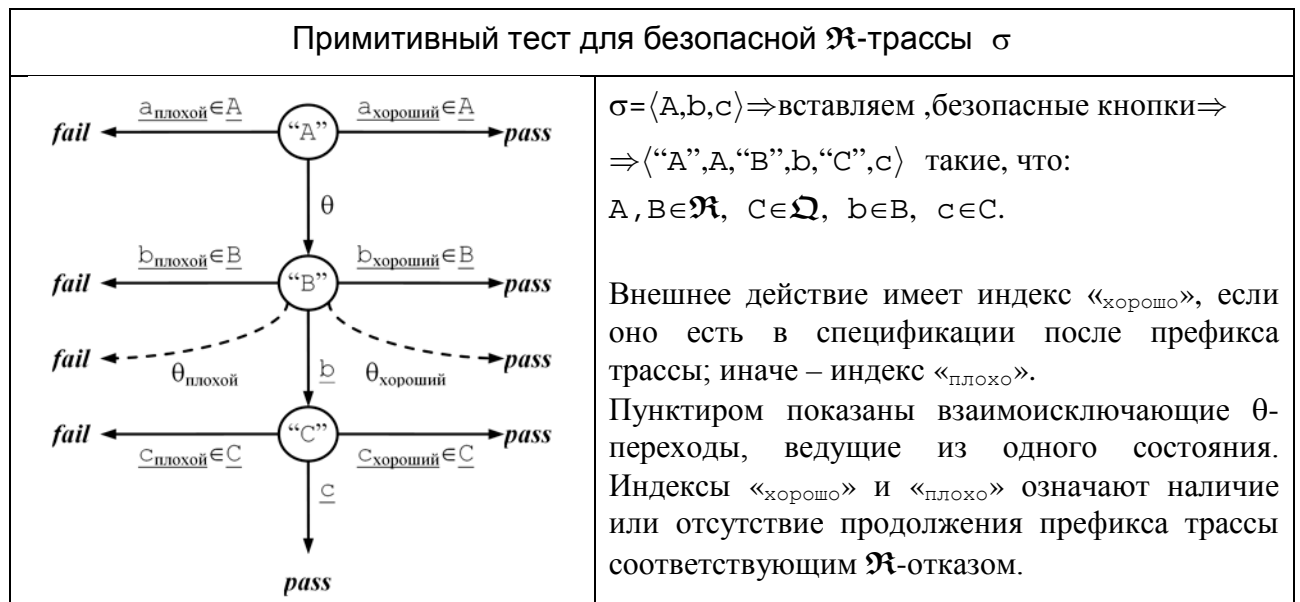 Примитивный тест для безопасной ℜ-трассы σ
a_плохой∈A a_хороший∈A
fail “A” pass
θ
b_плохой∈B b_хороший∈B
fail “B” pass
fail pass
θ_плохой b θ_хороший
fail “C” pass
c_плохой∈C c_хороший∈C
c
pass
σ=⟨A,b,c⟩⇒вставляем ,безопасные кнопки⇒
⇒⟨“A”,A,“B”,b,“C”,c⟩ такие, что:
A,B∈ℜ, C∈𝔔, b∈B, c∈C.
Внешнее действие имеет индекс «хорошо», если
оно есть в спецификации после префикса
трассы; иначе – индекс «плохо».
Пунктиром показаны взаимоисключающие θ-
переходы, ведущие из одного состояния.
Индексы «хорошо» и «плохо» означают наличие
или отсутствие продолжения префикса трассы
соответствующим ℜ-отказом.